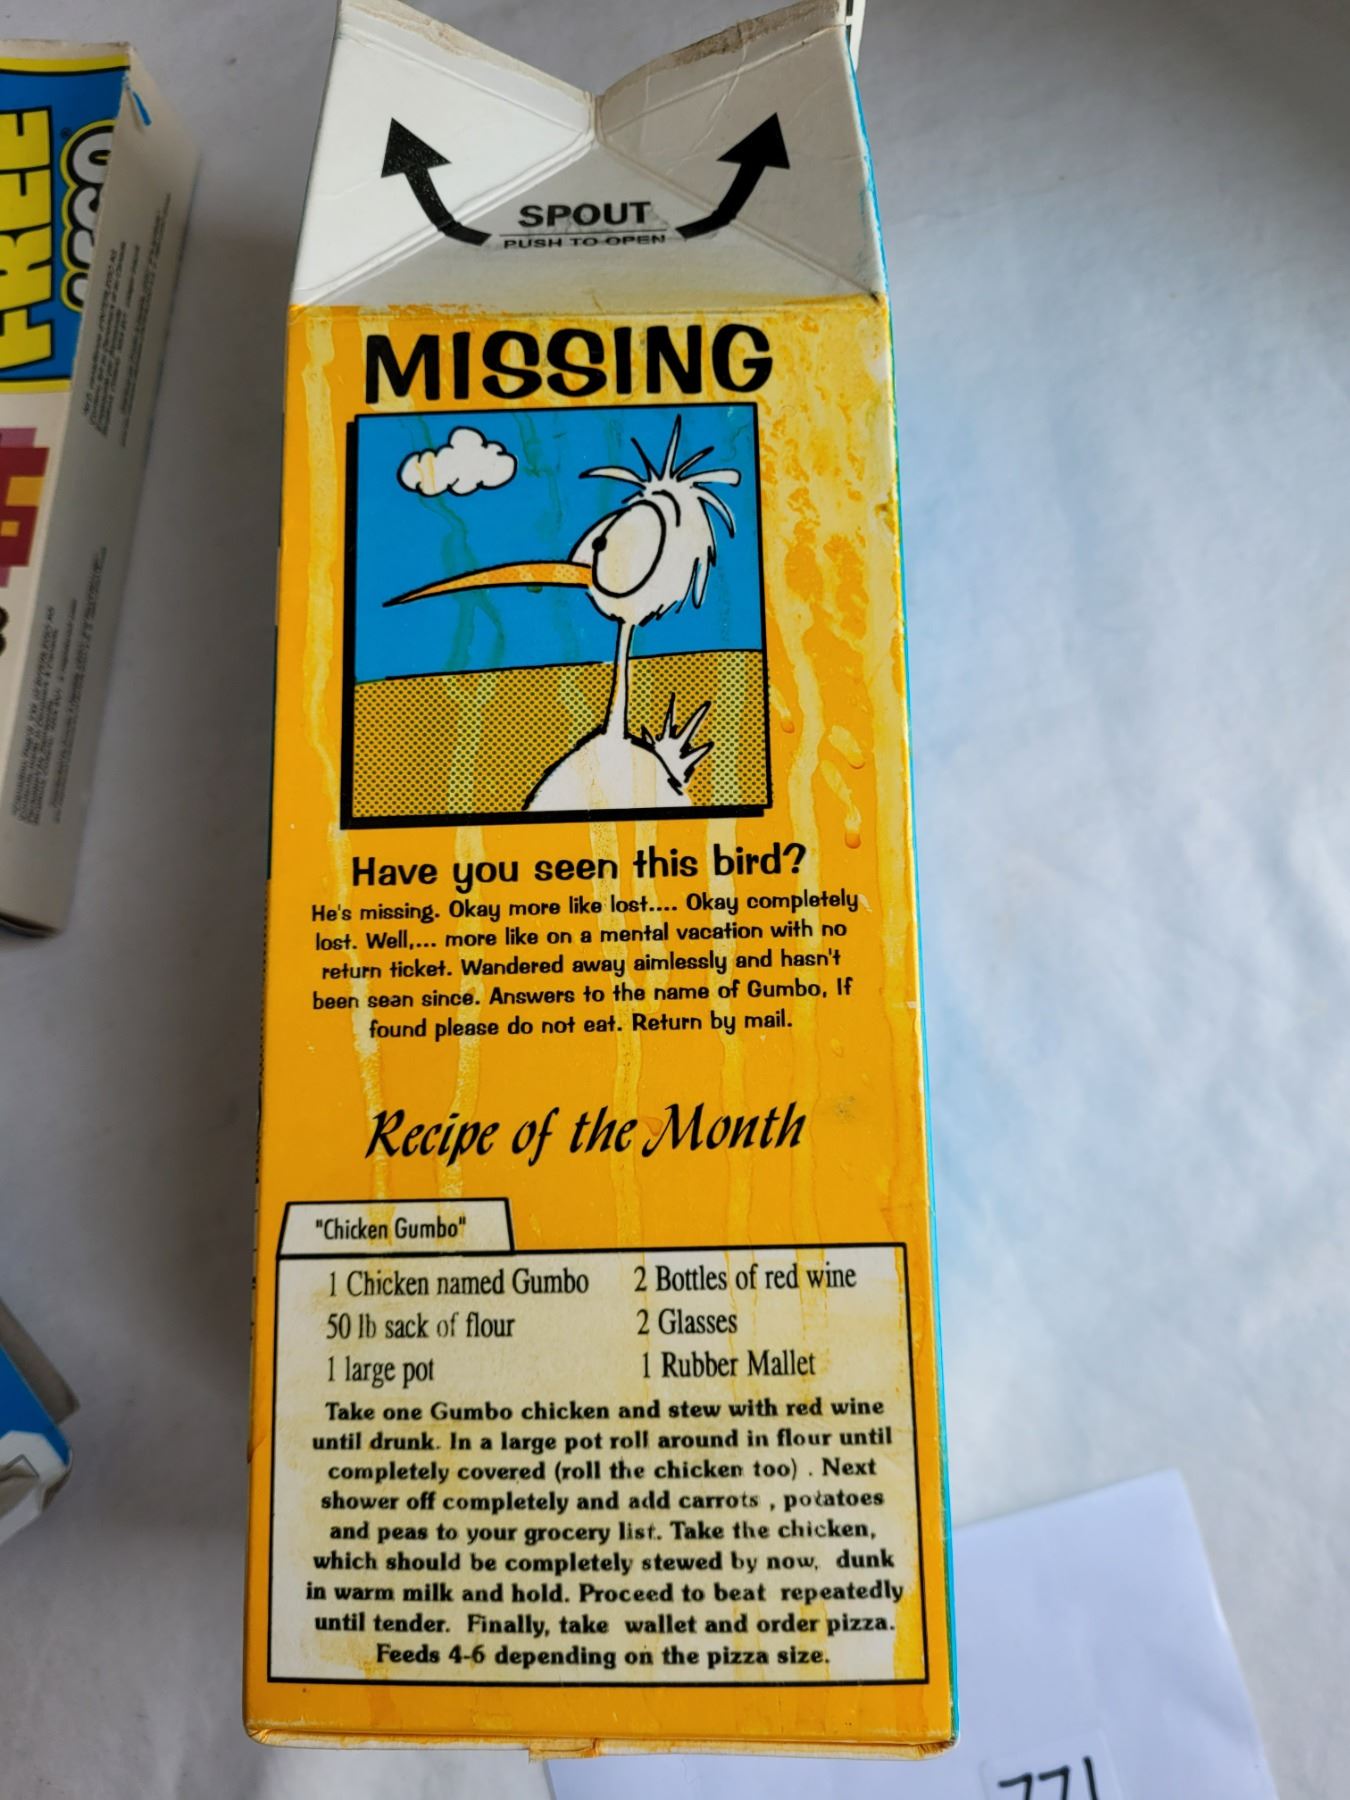 FREE
SPOUT
PUSH TO OPEN
MISSING
Have you seen this bird?
He's missing. Okay more like lost.... Okay completely
lost. Well,... more like on a mental vacation with no
return ticket. Wandered away aimlessly and hasn't
been sean since. Answers to the name of Gumbo, If
found please do not eat. Return by mail.
Recipe of the Month
"Chicken Gumbo"
1 Chicken named Gumbo 2 Bottles of red wine
50 lb sack of flour 2 Glasses
1 large pot 1 Rubber Mallet
Take one Gumbo chicken and stew with red wine
until drunk. In a large pot roll around in flour until
completely covered (roll the chicken too) . Next
shower off completely and add carrots , potatoes
and peas to your grocery list. Take the chicken,
which should be completely stewed by now, dunk
in warm milk and hold. Proceed to beat repeatedly
until tender. Finally, take wallet and order pizza.
Feeds 4-6 depending on the pizza size.
771